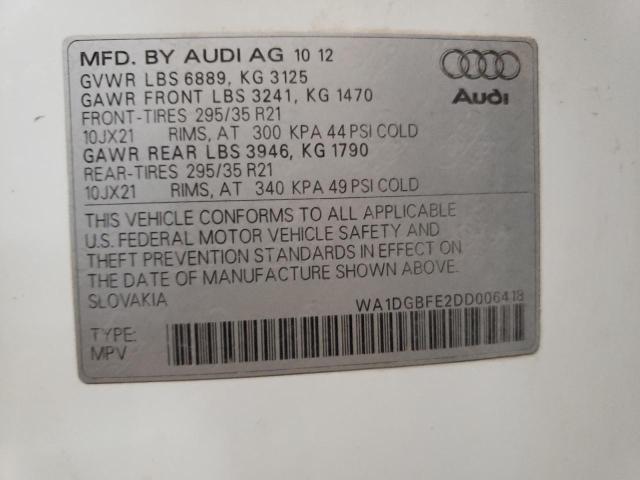 MFD. BY AUDI AG 10 12
GVWR LBS 6889, KG 3125
GAWR FRONT LBS 3241, KG 1470
FRONT-TIRES 295/35 R21
10JX21 RIMS, AT 300 KPA 44 PSI COLD
GAWR REAR LBS 3946, KG 1790
REAR-TIRES 295/35 R21
10JX21 RIMS, AT 340 KPA 49 PSI COLD
Audi
THIS VEHICLE CONFORMS TO ALL APPLICABLE
U.S. FEDERAL MOTOR VEHICLE SAFETY AND
THEFT PREVENTION STANDARDS IN EFFECT ON
THE DATE OF MANUFACTURE SHOWN ABOVE.
SLOVAKIA WA1DGBFE2DD006418
TYPE:
MPV